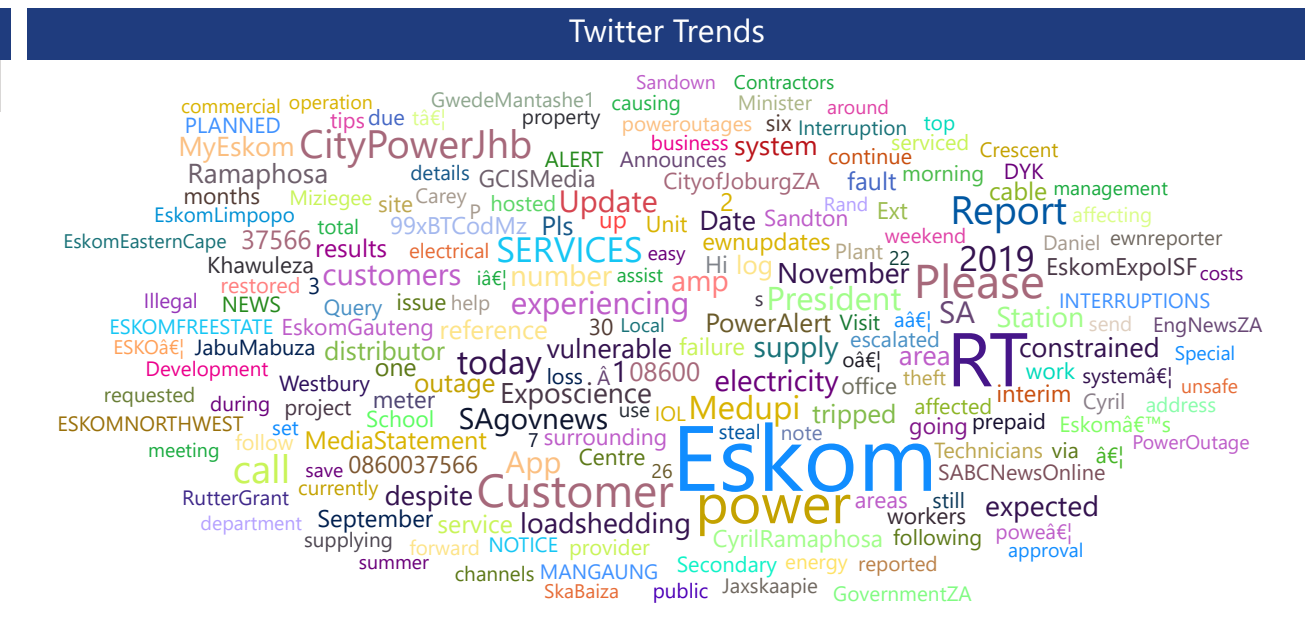 Twitter Trends
Sandown Contractors
commercial operation GwedeMantashe1 causing Minister around
PLANNED tips due tâ€¦ property poweroutages six Interruption top
MyEskom CityPowerJhb business system serviced
ALERT Announces continue Crescent
Ramaphosa details GCISMedia CityofJoburgZA fault morning DYK
months Miziegee site Carey P hosted Update 2 Rand Ext cable management
EskomLimpopo total 99xBTCodMz Pls up Unit Date Sandton Report affecting
EskomEasternCape 37566 results electrical SERVICES easy ewnupdates Plant weekend Daniel ewnreporter
Khawuleza customers iâ€¦ number assist amp Hi log November 22 2019 EskomExpoISF costs
restored 3 Please
Illegal NEWS Query issue help experiencing s President SA Station INTERRUPTIONS
ESKOMFREESTATE EskomGauteng reference 30 Local PowerAlert Visit aâ€¦ send EngNewsZA
ESKOâ€¦ JabuMabuza distributor vulnerable failure supply escalated RT constrained Special
Development one today loss . Â 1 08600 oâ€¦ area work systemâ€¦
requested during Westbury outage meter Exposcience electricity office theft interim unsafe
project School SAgovnews use IOL Medupi tripped affected Cyril address
ESKOMNORTHWEST set going prepaid Eskomâ€™s
meeting follow MediaStatement 7 surrounding steal note Technicians via â€¦ PowerOutage
call save 0860037566 App Centre 26 Eskom SABCNewsOnline
RutterGrant currently despite Customer power areas still expected
department September service loadshedding workers
supplying forward NOTICE provider CyrilRamaphosa following poweâ€¦
summer channels MANGAUNG Secondary energy reported approval
SkaBaiza public Jaxskaapie GovernmentZA